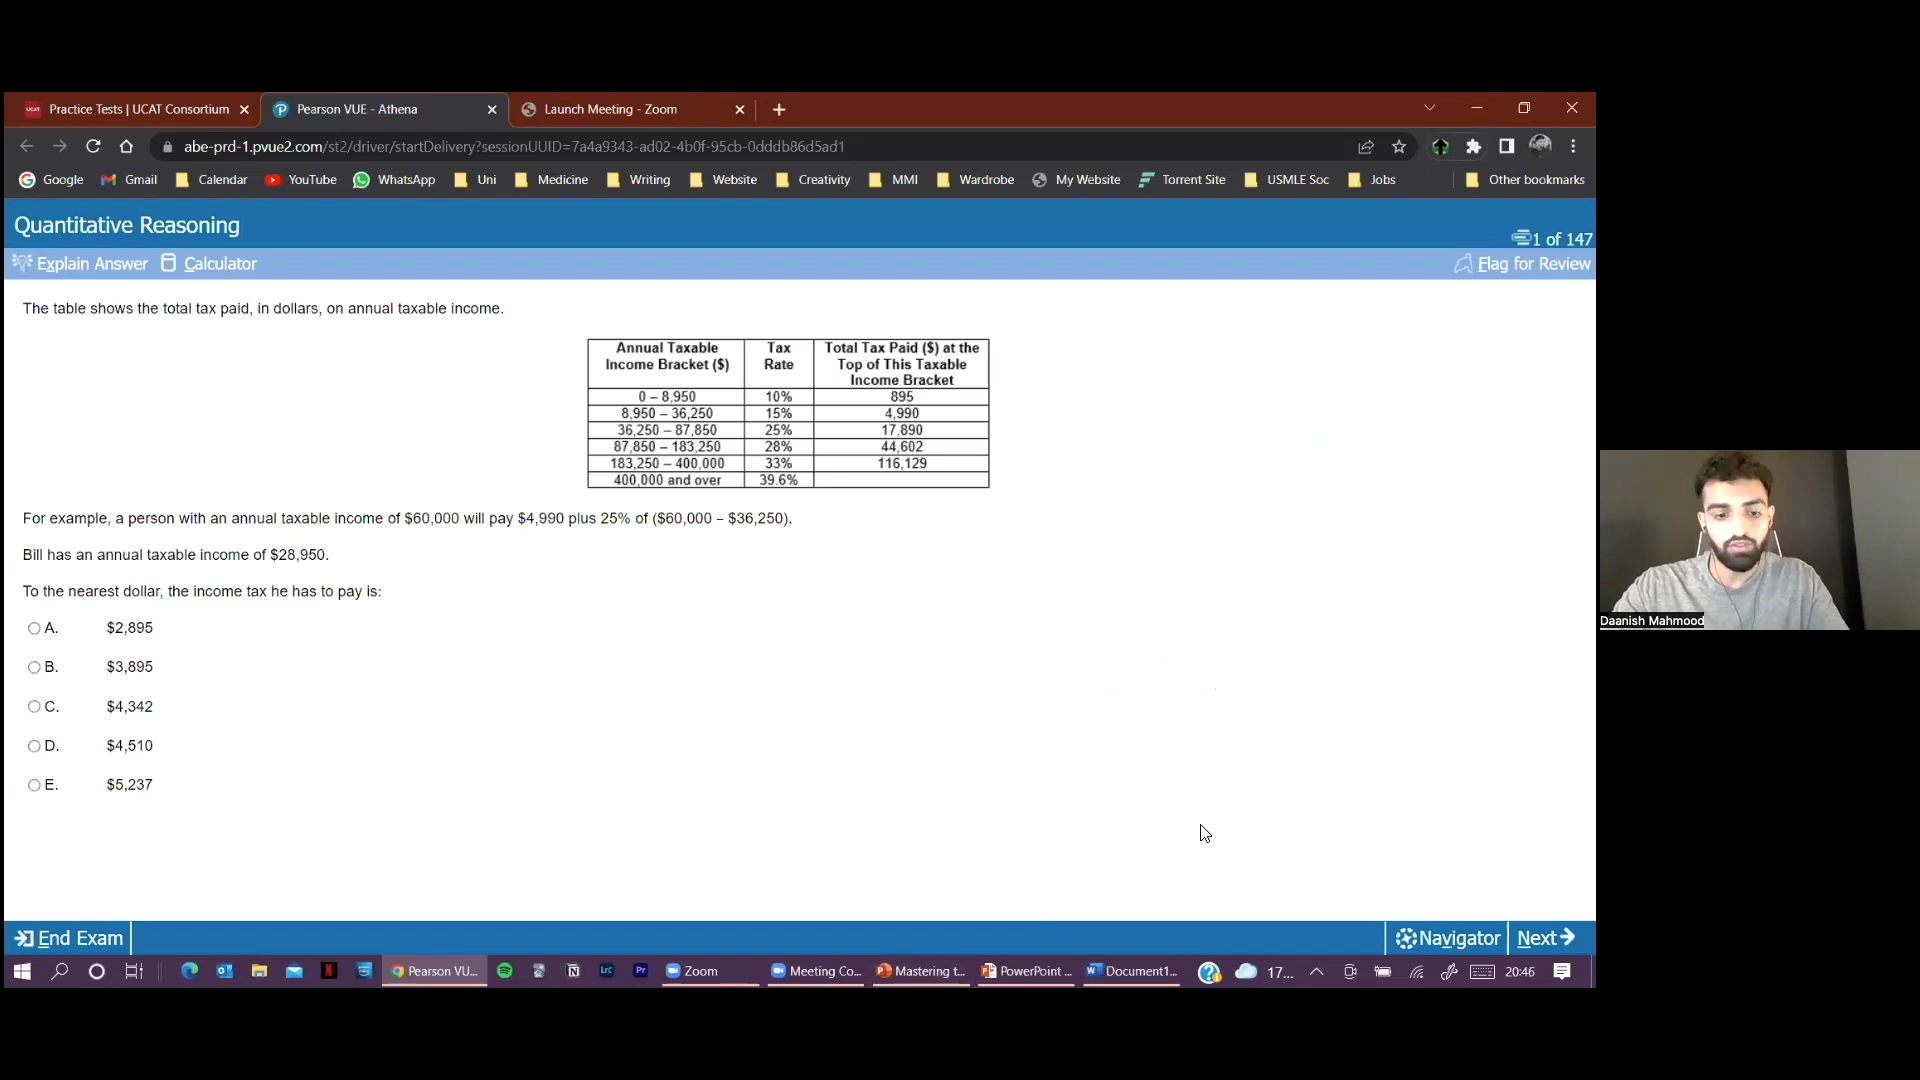 Practice Tests | UCAT Consortium
Pearson VUE - Athena
Launch Meeting - Zoom
abe-prd-1.pvue2.com/st2/driver/startDelivery?sessionUUID=7a4a9343-ad02-4b0f-95cb-0dddb86d5ad1
Google Gmail Calendar YouTube WhatsApp Uni Medicine Writing Website Creativity MMI Wardrobe My Website Torrent Site USMLE Soc Jobs Other bookmarks
Quantitative Reasoning
1 of 147
Explain Answer Calculator Flag for Review
The table shows the total tax paid, in dollars, on annual taxable income.
Annual Taxable Income Bracket ($) Tax Rate Total Tax Paid ($) at the Top of This Taxable Income Bracket
0 – 8,950 10% 895
8,950 – 36,250 15% 4,990
36,250 – 87,850 25% 17,890
87,850 – 183,250 28% 44,602
183,250 – 400,000 33% 116,129
400,000 and over 39.6%
For example, a person with an annual taxable income of $60,000 will pay $4,990 plus 25% of ($60,000 – $36,250).
Bill has an annual taxable income of $28,950.
To the nearest dollar, the income tax he has to pay is:
A. $2,895
B. $3,895
C. $4,342
D. $4,510
E. $5,237
Daanish Mahmood
End Exam Navigator Next
Pearson VU... Lrc Pr Zoom Meeting Co... Mastering t... PowerPoint ... Document1... 17... 20:46